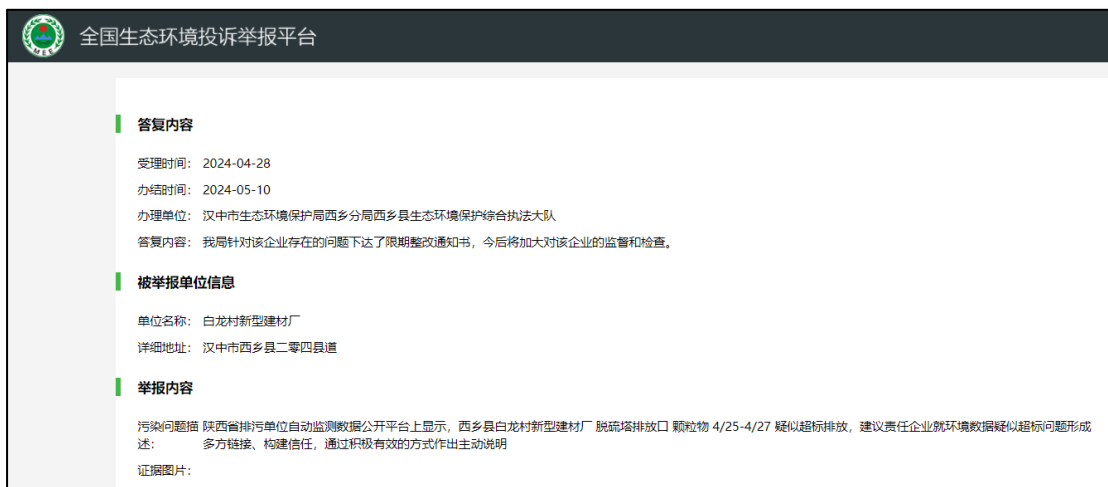 MEE
全国生态环境投诉举报平台
答复内容
受理时间： 2024-04-28
办结时间： 2024-05-10
办理单位： 汉中市生态环境保护局西乡分局西乡县生态环境保护综合执法大队
答复内容： 我局针对该企业存在的问题下达了限期整改通知书，今后将加大对该企业的监督和检查。
被举报单位信息
单位名称： 白龙村新型建材厂
详细地址： 汉中市西乡县二零四县道
举报内容
污染问题描 陕西省排污单位自动监测数据公开平台上显示，西乡县白龙村新型建材厂 脱硫塔排放口 颗粒物 4/25-4/27 疑似超标排放，建议责任企业就环境数据疑似超标问题形成
述： 多方链接、构建信任，通过积极有效的方式作出主动说明
证据图片：